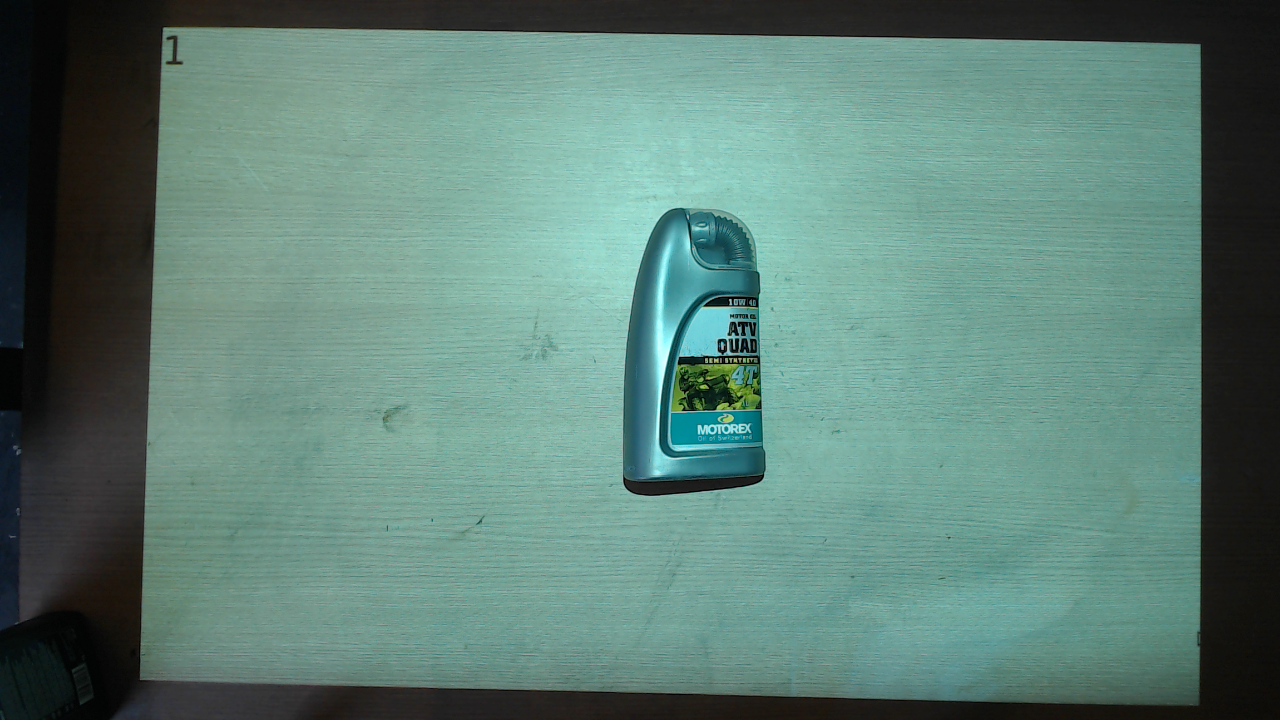 1
10W/40
MOTOR OIL
ATV
QUAD
SEMI SYNTHETIC
4T
MOTOREX
Oil of Switzerland